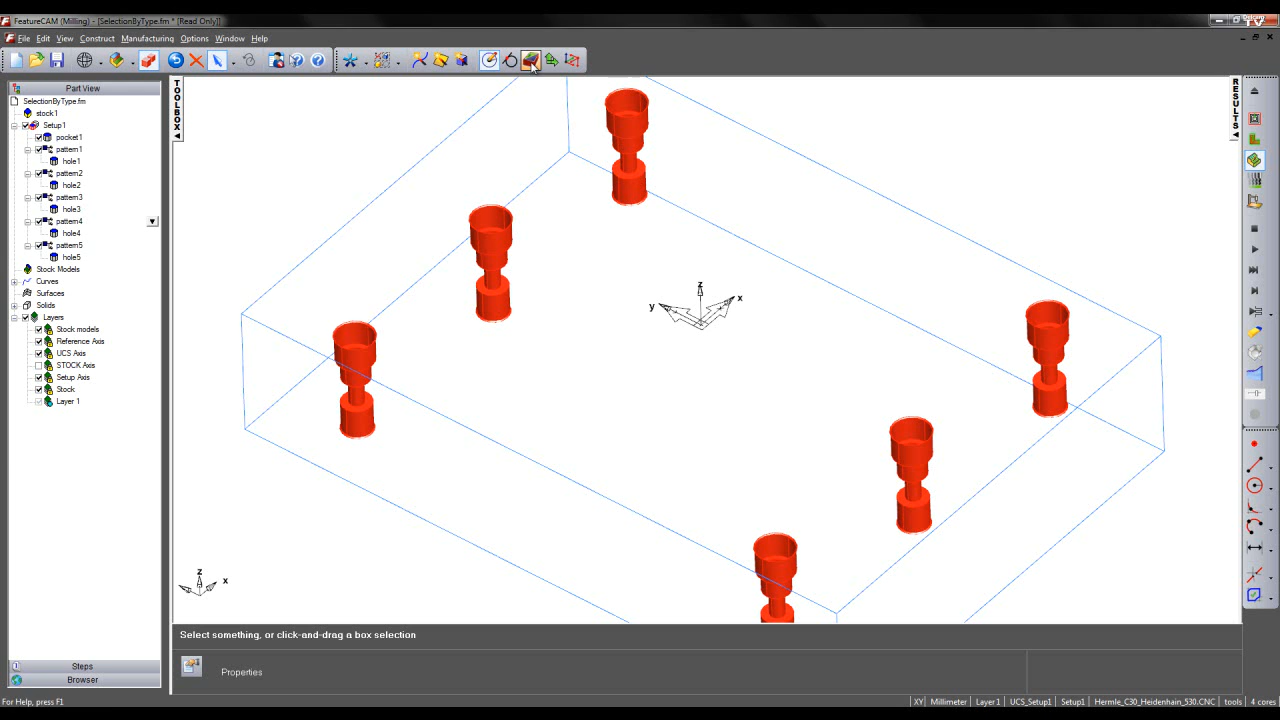 FeatureCAM (Milling) - [SelectionByType.fm * [Read Only]]
TV
File Edit View Construct Manufacturing Options Window Help
Part View
SelectionByType.fm
stock1
Setup1
pocket1
pattern1
hole1
pattern2
hole2
pattern3
hole3
pattern4
hole4
pattern5
hole5
Stock Models
Curves
Surfaces
Solids
Layers
Stock models
Reference Axis
UCS Axis
STOCK Axis
Setup Axis
Stock
Layer 1
Steps
Browser
TOOLBOX
RESULTS
z
y
x
z
x
Select something, or click-and-drag a box selection
Properties
For Help, press F1
XY Millimeter Layer1 UCS_Setup1 Setup1 Hermle_C30_Heidenhain_530.CNC tools 4 cores